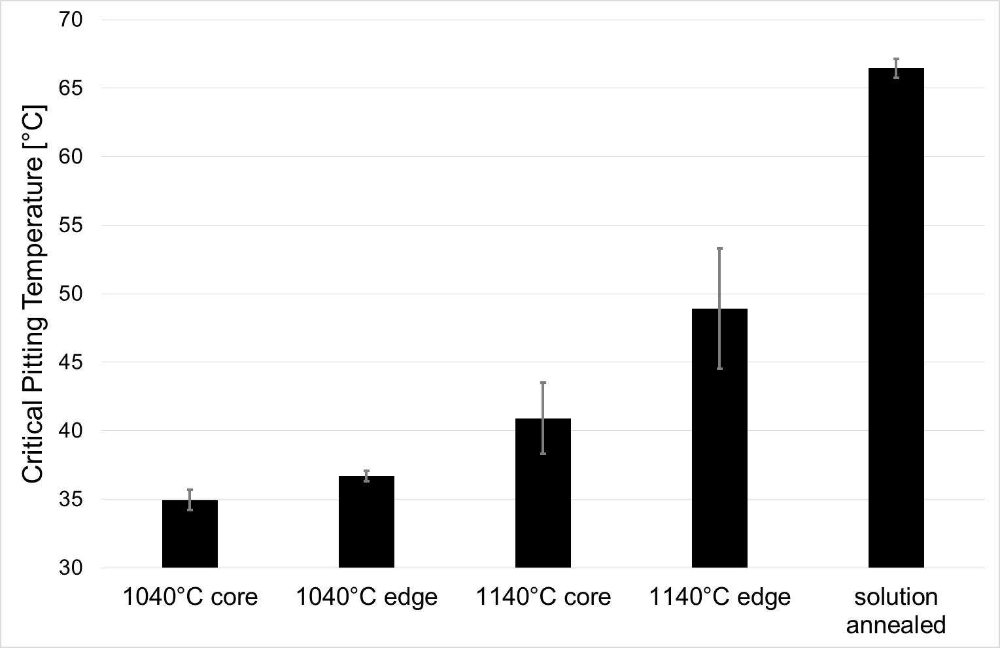 Critical Pitting Temperature [°C]
70
65
60
55
50
45
40
35
30
1040°C core
1040°C edge
1140°C core
1140°C edge
solution
annealed